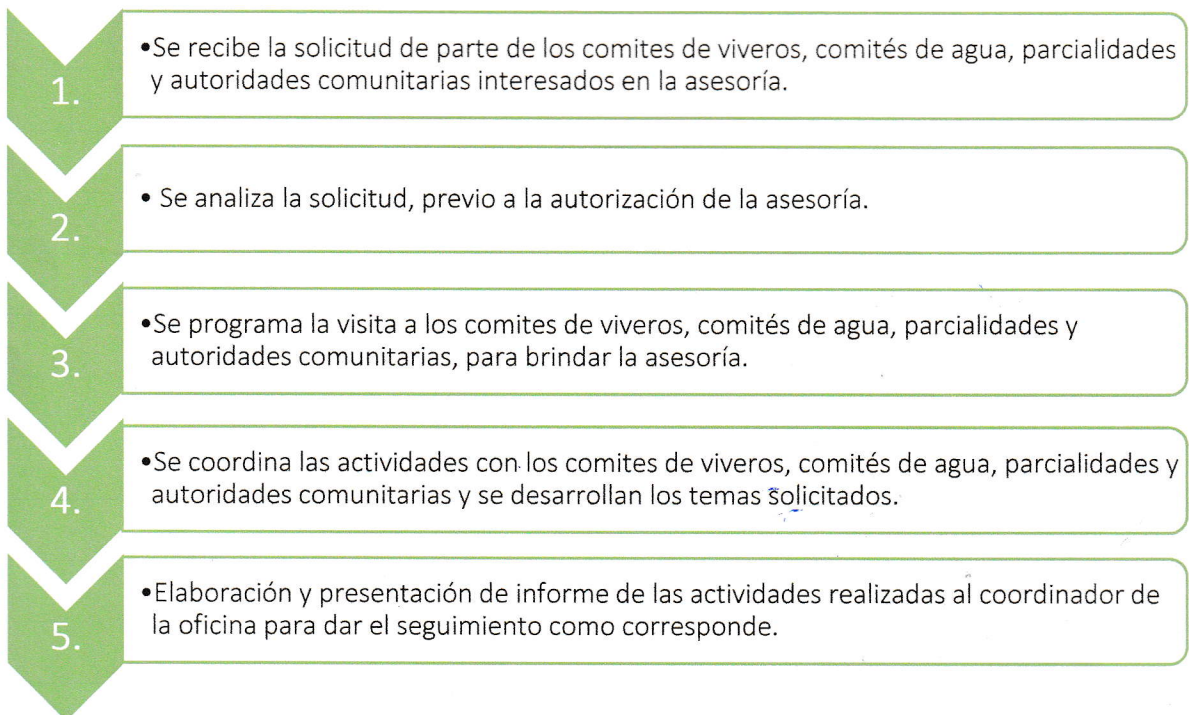 1.
•Se recibe la solicitud de parte de los comites de viveros, comités de agua, parcialidades
y autoridades comunitarias interesados en la asesoría.
2.
• Se analiza la solicitud, previo a la autorización de la asesoría.
3.
•Se programa la visita a los comites de viveros, comités de agua, parcialidades y
autoridades comunitarias, para brindar la asesoría.
4.
•Se coordina las actividades con los comites de viveros, comités de agua, parcialidades y
autoridades comunitarias y se desarrollan los temas solicitados.
5.
•Elaboración y presentación de informe de las actividades realizadas al coordinador de
la oficina para dar el seguimiento como corresponde.